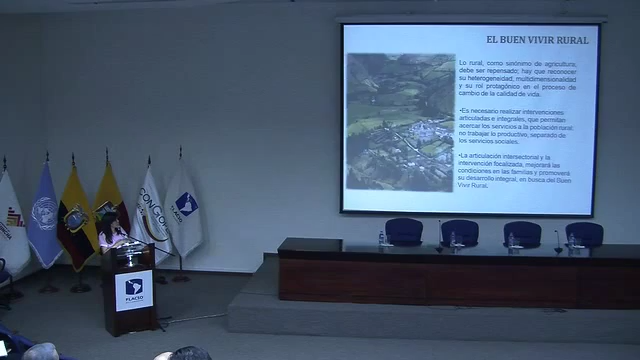 EL BUEN VIVIR RURAL
Lo rural, como sinónimo de agricultura,
debe ser repensado; hay que reconocer
su heterogeneidad, multidimensionalidad
y su rol protagónico en el proceso de
cambio de la calidad de vida.
•Es necesario realizar intervenciones
articuladas e integrales, que permitan
acercar los servicios a la población rural;
no trabajar lo productivo, separado de
los servicios sociales.
•La articulación intersectorial y la
intervención focalizada, mejorará las
condiciones en las familias y promoverá
su desarrollo integral, en busca del Buen
Vivir Rural.
CONGOPE
FLACSO
FLACSO